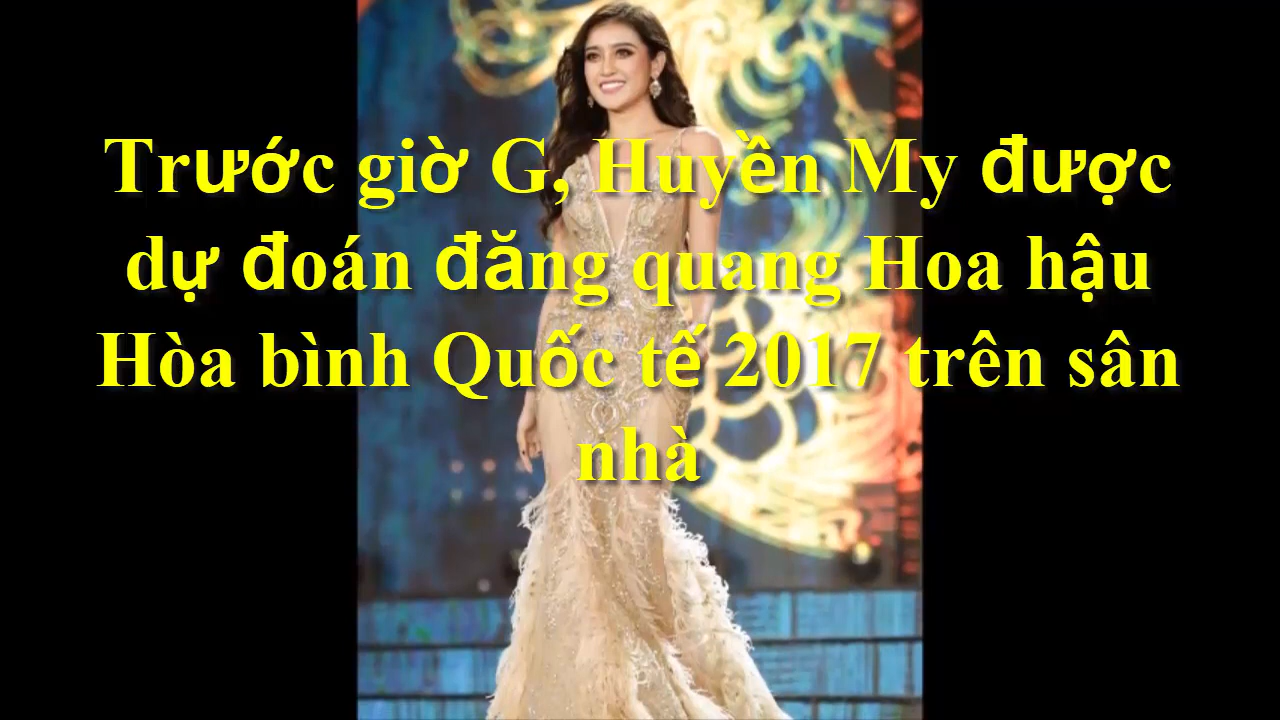 Trước giờ G, Huyền My được
dự đoán đăng quang Hoa hậu
Hòa bình Quốc tế 2017 trên sân
nhà